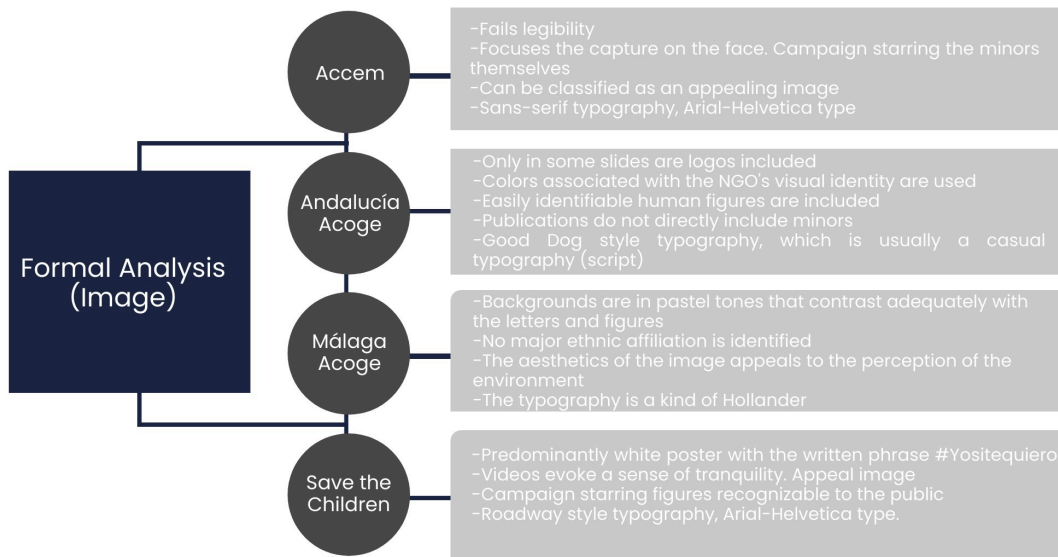 Formal Analysis
(Image)
Accem
-Fails legibility
-Focuses the capture on the face. Campaign starring the minors
themselves
-Can be classified as an appealing image
-Sans-serif typography, Arial-Helvetica type
Andalucía
Acoge
-Only in some slides are logos included
-Colors associated with the NGO's visual identity are used
-Easily identifiable human figures are included
-Publications do not directly include minors
-Good Dog style typography, which is usually a casual
typography (script)
Málaga
Acoge
-Backgrounds are in pastel tones that contrast adequately with
the letters and figures
-No major ethnic affiliation is identified
-The aesthetics of the image appeals to the perception of the
environment
-The typography is a kind of Hollander
Save the
Children
-Predominantly white poster with the written phrase #Yositequiero
-Videos evoke a sense of tranquility. Appeal image
-Campaign starring figures recognizable to the public
-Roadway style typography, Arial-Helvetica type.